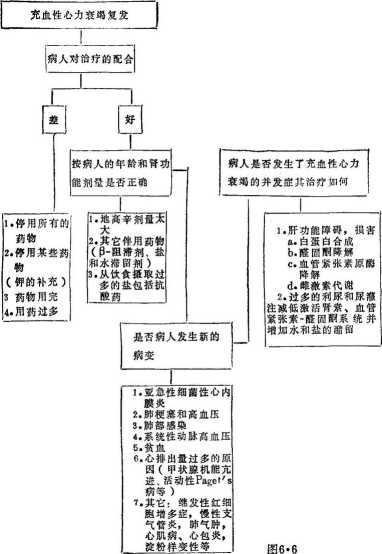 充血性心力衰竭复发
病人对治疗的配合
差
好
按病人的年龄和肾功
能剂量是否正确
病人是否发生了充血性心力
衰竭的并发症其治疗如何
1.停用所有的
药物
2.停用某些药
物
(钾的补充)
3 药物用完
4.用药过多
1.地高辛剂量太
大
2.其它伴用药物
(β-阻滞剂、盐
和水潴留剂)
3.从饮食摄取过
多的盐包括抗
酸药
1.肝功能障碍，损害
a.白蛋白合成
b.醛固酮降解
c.血管紧张素原酶
降解
d.雌激素代谢
2.过多的利尿和尿潴
注减低激活肾素、血管
紧张素-醛固酮系统并
增加水和盐的潴留
是否病人发生新的
病变
1.亚急性细菌性心内
膜炎
2.肺梗塞和高血压
3.肺部感染
4.系统性动脉高血压
5.贫血
6.心排出量过多的原
因(甲状腺机能亢
进、活动性Paget's
病等)
7.其它：继发性红细
胞增多症，慢性支
气管炎，肺气肿，
心肌病、心包炎，
淀粉样变性等
图6·6